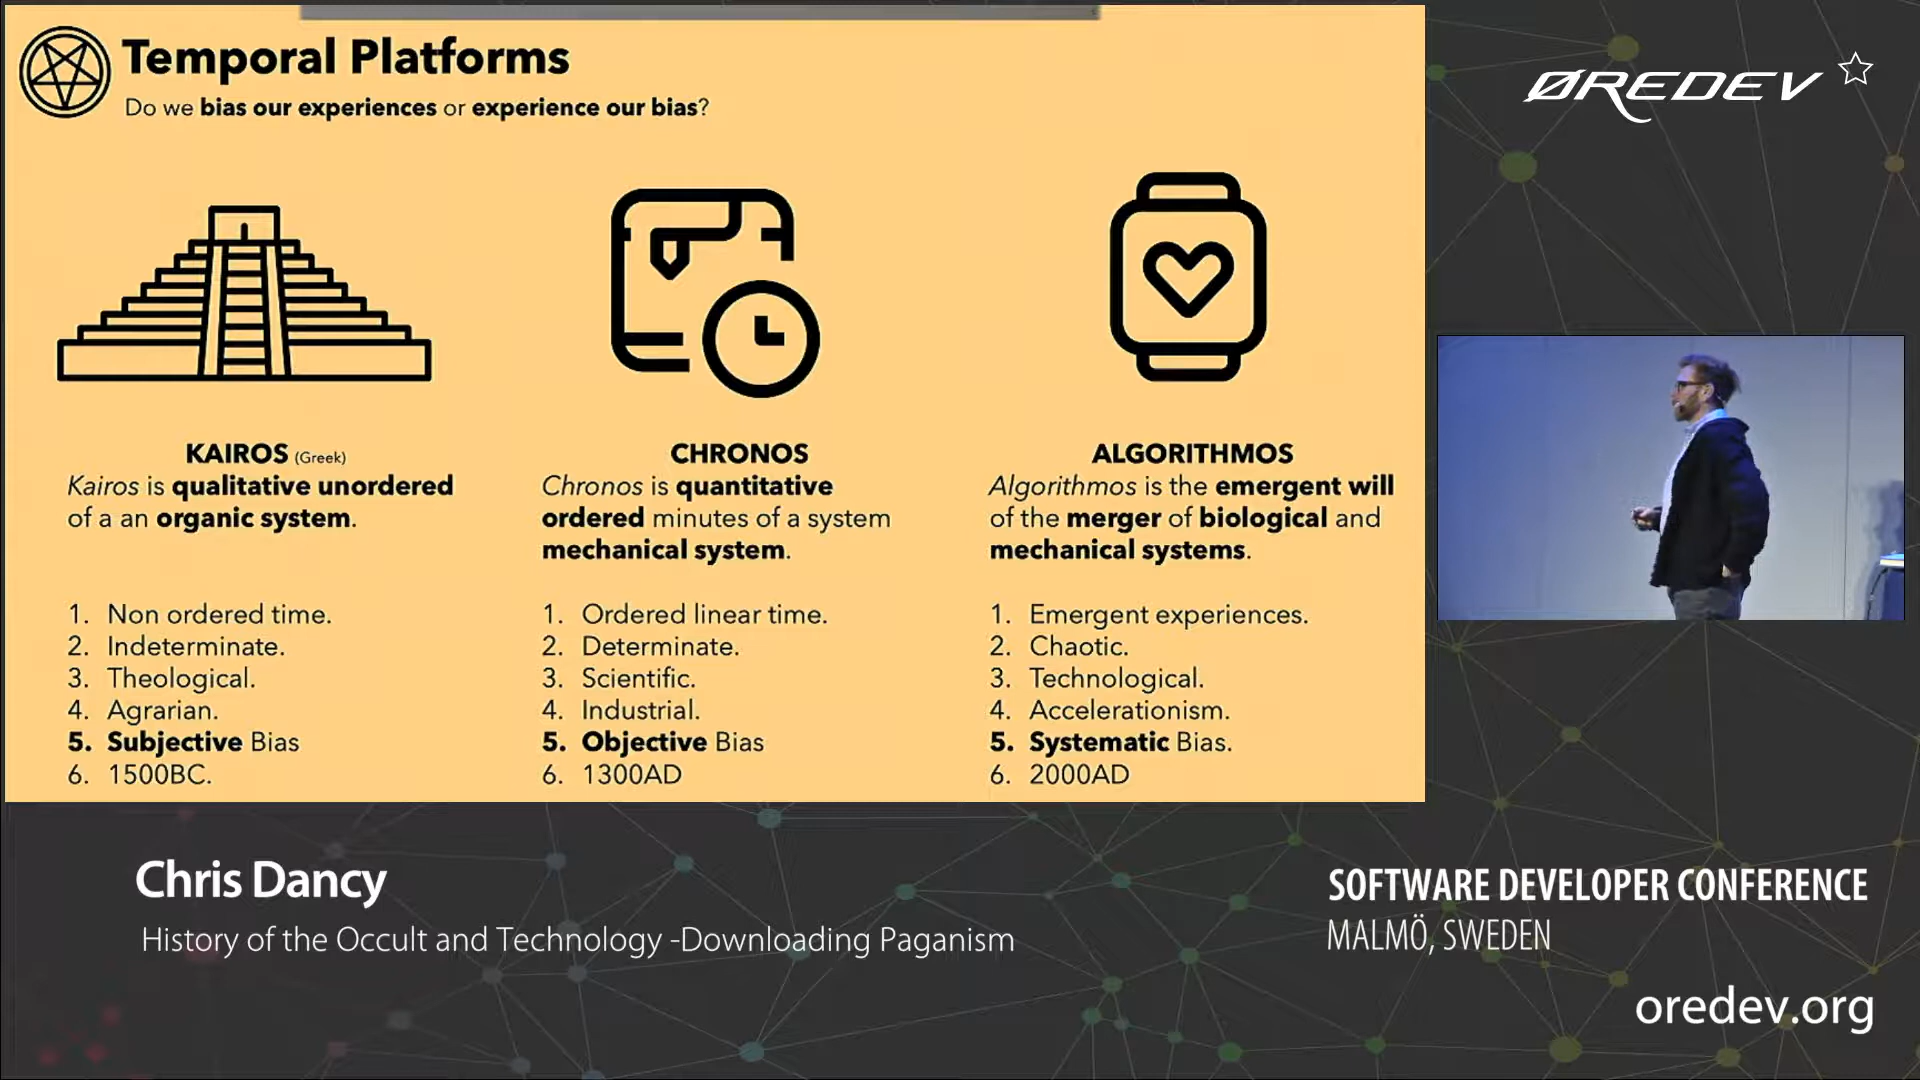 Temporal Platforms
Do we bias our experiences or experience our bias?
KAIROS (Greek)
Kairos is qualitative unordered
of a an organic system.
1. Non ordered time.
2. Indeterminate.
3. Theological.
4. Agrarian.
5. Subjective Bias
6. 1500BC.
CHRONOS
Chronos is quantitative
ordered minutes of a system
mechanical system.
1. Ordered linear time.
2. Determinate.
3. Scientific.
4. Industrial.
5. Objective Bias
6. 1300AD
ALGORITHMOS
Algorithmos is the emergent will
of the merger of biological and
mechanical systems.
1. Emergent experiences.
2. Chaotic.
3. Technological.
4. Accelerationism.
5. Systematic Bias.
6. 2000AD
ØREDEV
Chris Dancy
History of the Occult and Technology -Downloading Paganism
SOFTWARE DEVELOPER CONFERENCE
MALMÖ, SWEDEN
oredev.org